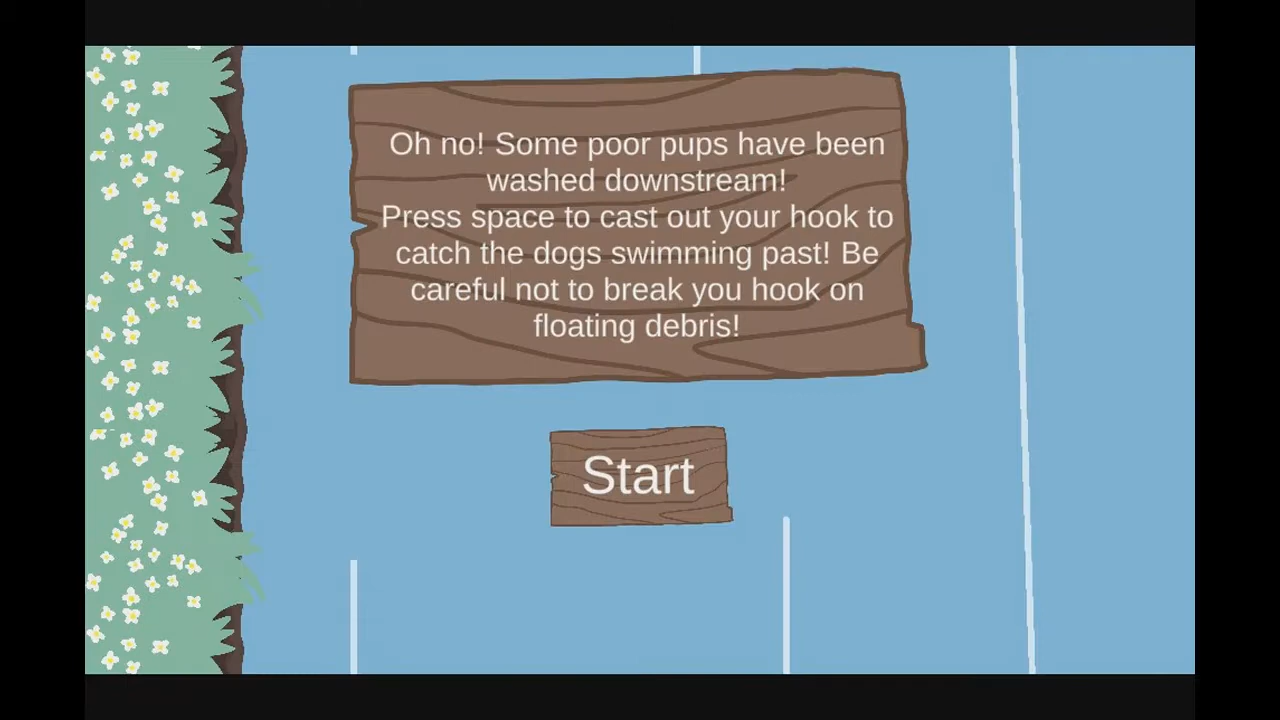 Oh no! Some poor pups have been
washed downstream!
Press space to cast out your hook to
catch the dogs swimming past! Be
careful not to break you hook on
floating debris!
Start